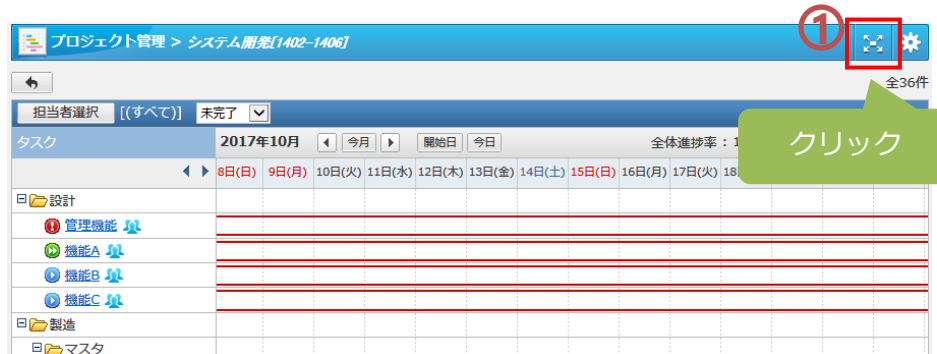 プロジェクト管理 > システム開発[1402-1406]
①
全36件
担当者選択 [(すべて)] 未完了
クリック
タスク 2017年10月 今月 開始日 今日 全体進捗率:
8日(日) 9日(月) 10日(火) 11日(水) 12日(木) 13日(金) 14日(土) 15日(日) 16日(月) 17日(火)
設計
管理機能
機能A
機能B
機能C
製造
マスタ